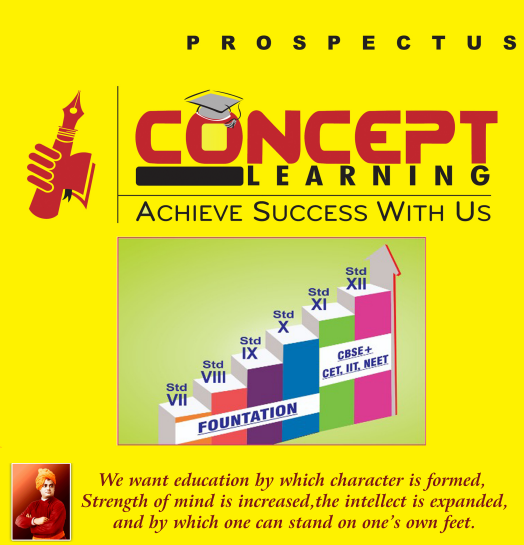 PROSPECTUS
CONCEPT
LEARNING
ACHIEVE SUCCESS WITH US
Std
VII
Std
VIII
Std
IX
Std
X
Std
XI
Std
XII
FOUNTATION
CBSE+
CET, IIT, NEET
We want education by which character is formed,
Strength of mind is increased,the intellect is expanded,
and by which one can stand on one's own feet.